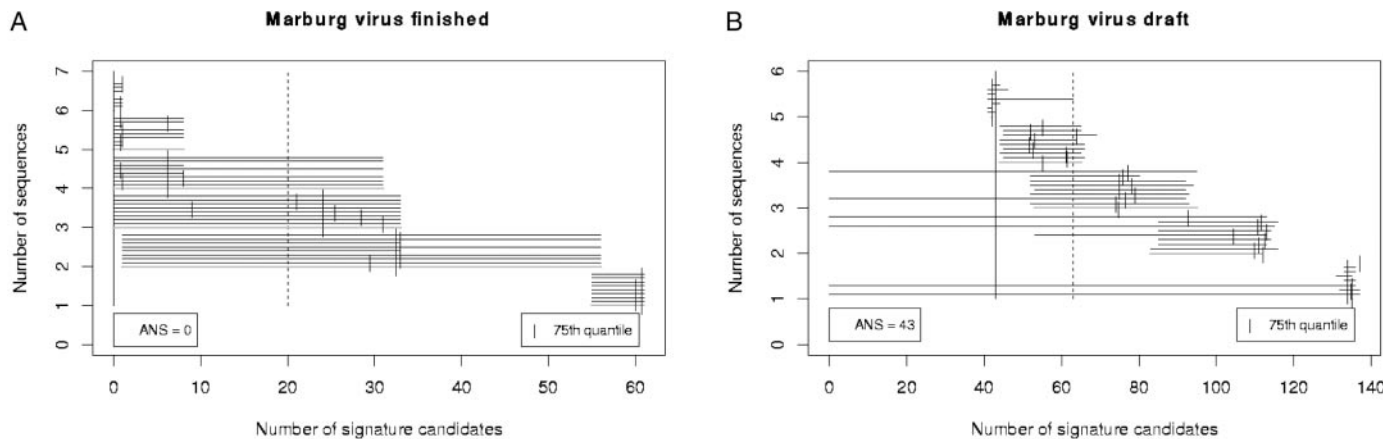 A
Marburg virus finished
Number of sequences
7
6
5
4
3
2
1
0
ANS = 0
75th quantile
0 10 20 30 40 50 60
Number of signature candidates
B
Marburg virus draft
Number of sequences
6
5
4
3
2
1
0
ANS = 43
75th quantile
0 20 40 60 80 100 120 140
Number of signature candidates